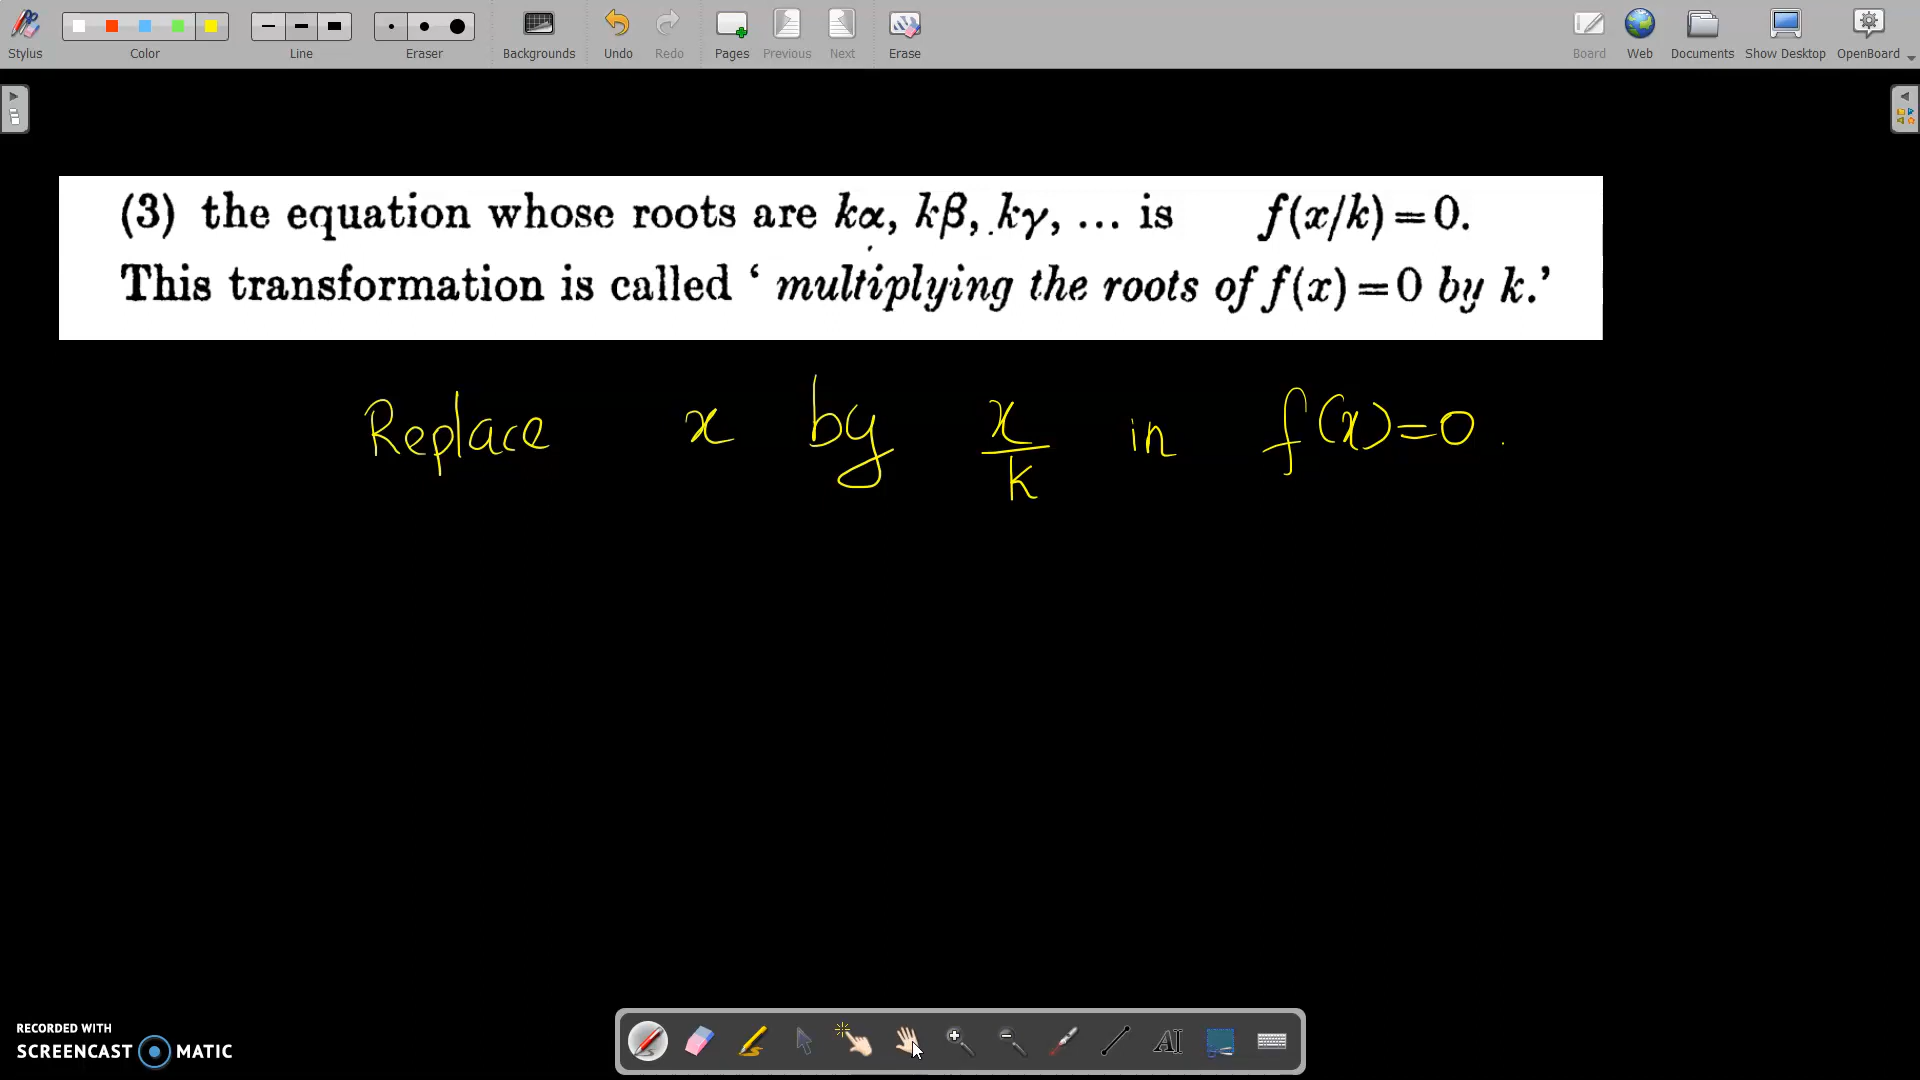 Stylus Color Line Eraser Backgrounds Undo Redo Pages Previous Next Erase Board Web Documents Show Desktop OpenBoard
(3) the equation whose roots are kα, kβ, kγ, ... is f(x/k)=0.
This transformation is called ‘ multiplying the roots of f(x)=0 by k.’
Replace x by x/k in f(x)=0.
RECORDED WITH
SCREENCAST MATIC